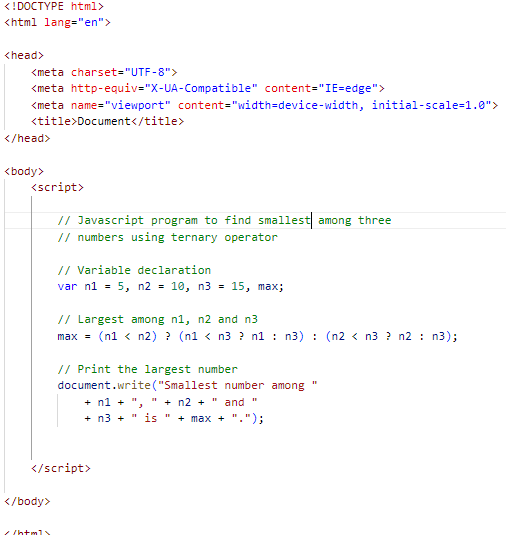 <!DOCTYPE html>
<html lang="en">
<head>
<meta charset="UTF-8">
<meta http-equiv="X-UA-Compatible" content="IE=edge">
<meta name="viewport" content="width=device-width, initial-scale=1.0">
<title>Document</title>
</head>
<body>
<script>
// Javascript program to find smallest among three
// numbers using ternary operator
// Variable declaration
var n1 = 5, n2 = 10, n3 = 15, max;
// Largest among n1, n2 and n3
max = (n1 < n2) ? (n1 < n3 ? n1 : n3) : (n2 < n3 ? n2 : n3);
// Print the largest number
document.write("Smallest number among "
+ n1 + ", " + n2 + " and "
+ n3 + " is " + max + ".");
</script>
</body>
</html>